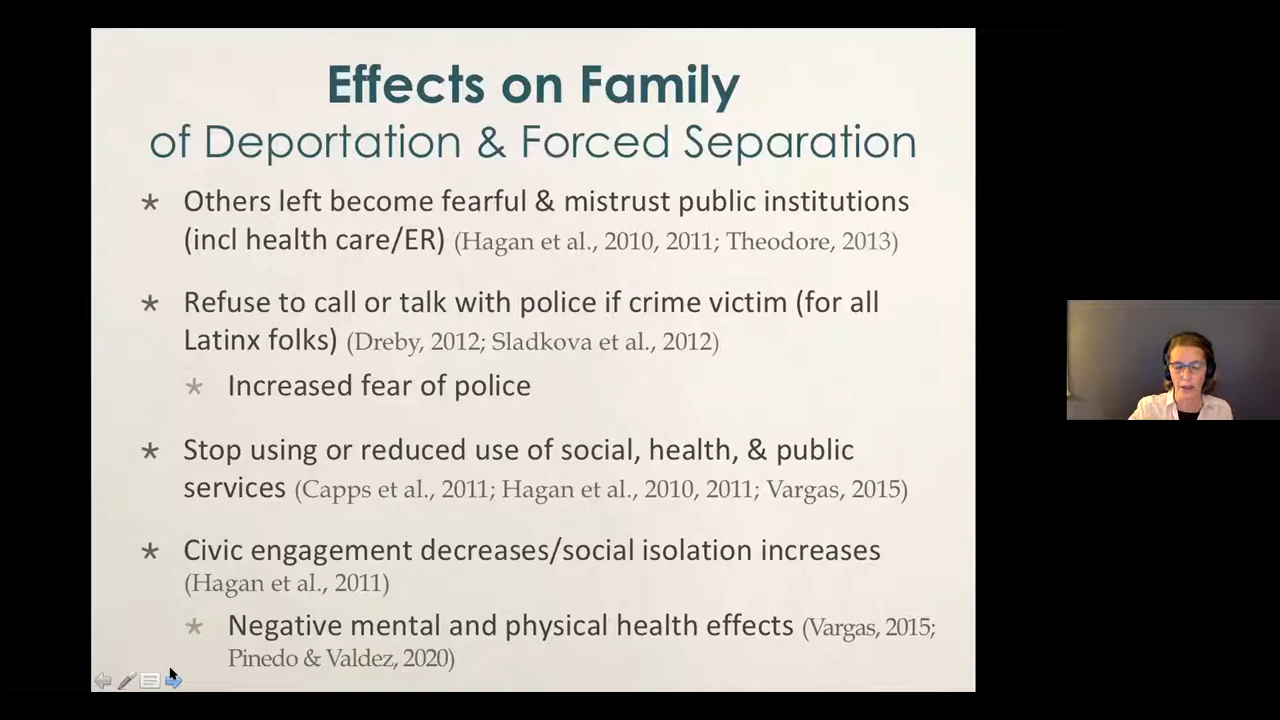 Effects on Family
of Deportation & Forced Separation
* Others left become fearful & mistrust public institutions
(incl health care/ER) (Hagan et al., 2010, 2011; Theodore, 2013)
* Refuse to call or talk with police if crime victim (for all
Latinx folks) (Dreby, 2012; Sladkova et al., 2012)
* Increased fear of police
* Stop using or reduced use of social, health, & public
services (Capps et al., 2011; Hagan et al., 2010, 2011; Vargas, 2015)
* Civic engagement decreases/social isolation increases
(Hagan et al., 2011)
* Negative mental and physical health effects (Vargas, 2015;
Pinedo & Valdez, 2020)